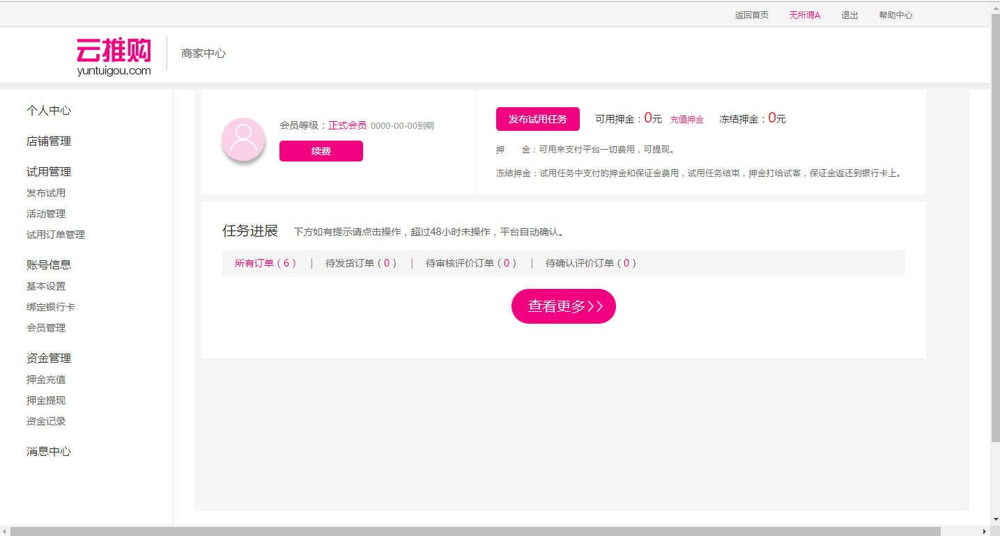 返回首页 无所谓A 退出 帮助中心
云推购
yuntuigou.com
商家中心
个人中心
店铺管理
试用管理
发布试用
活动管理
试用订单管理
账号信息
基本设置
绑定银行卡
会员管理
资金管理
押金充值
押金提现
资金记录
消息中心
会员等级：正式会员 0000-00-00到期
续费
发布试用任务 可用押金：0元 充值押金 冻结押金：0元
押 金：可用来支付平台一切费用，可提现。
冻结押金：试用任务中支付的押金和保证金费用，试用任务结束，押金打给试客，保证金返还到银行卡上。
任务进展 下方如有提示请点击操作，超过48小时未操作，平台自动确认。
所有订单（6） | 待发货订单（0） | 待审核评价订单（0） | 待确认评价订单（0）
查看更多>>